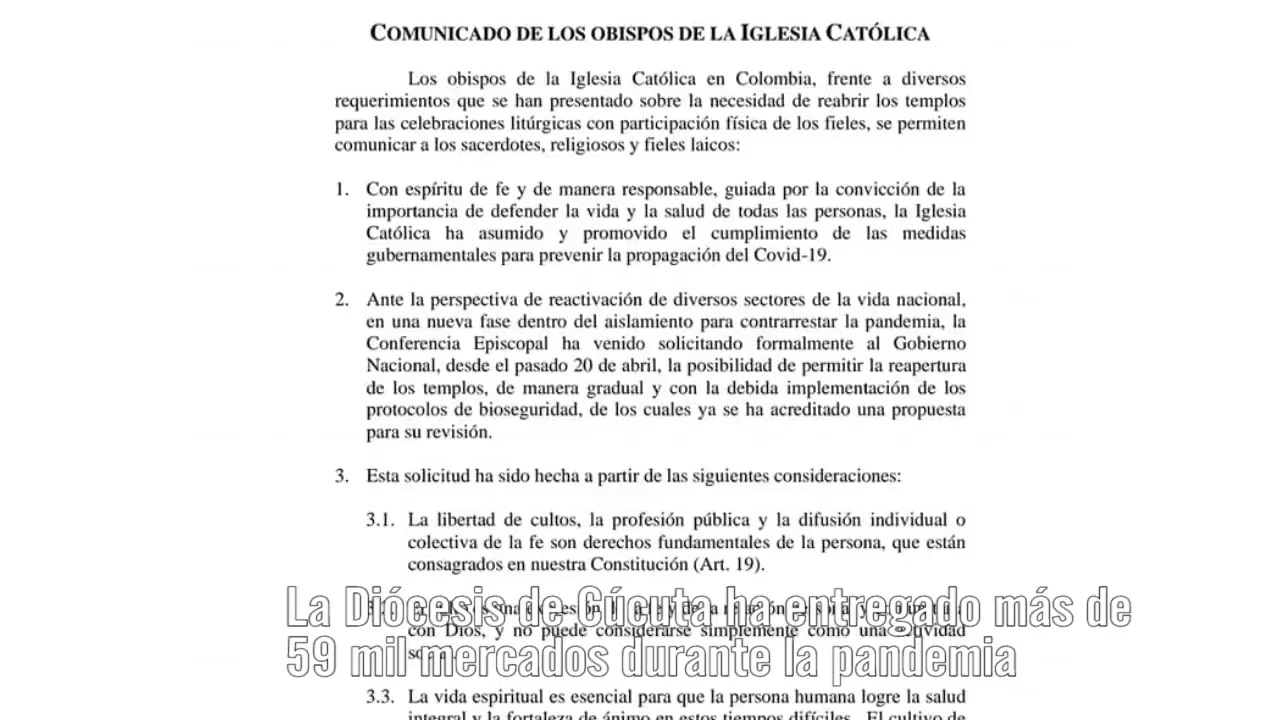 COMUNICADO DE LOS OBISPOS DE LA IGLESIA CATÓLICA
Los obispos de la Iglesia Católica en Colombia, frente a diversos
requerimientos que se han presentado sobre la necesidad de reabrir los templos
para las celebraciones litúrgicas con participación física de los fieles, se permiten
comunicar a los sacerdotes, religiosos y fieles laicos:
1. Con espíritu de fe y de manera responsable, guiada por la convicción de la
importancia de defender la vida y la salud de todas las personas, la Iglesia
Católica ha asumido y promovido el cumplimiento de las medidas
gubernamentales para prevenir la propagación del Covid-19.
2. Ante la perspectiva de reactivación de diversos sectores de la vida nacional,
en una nueva fase dentro del aislamiento para contrarrestar la pandemia, la
Conferencia Episcopal ha venido solicitando formalmente al Gobierno
Nacional, desde el pasado 20 de abril, la posibilidad de permitir la reapertura
de los templos, de manera gradual y con la debida implementación de los
protocolos de bioseguridad, de los cuales ya se ha acreditado una propuesta
para su revisión.
3. Esta solicitud ha sido hecha a partir de las siguientes consideraciones:
3.1. La libertad de cultos, la profesión pública y la difusión individual o
colectiva de la fe son derechos fundamentales de la persona, que están
consagrados en nuestra Constitución (Art. 19).
La Diócesis de Cúcuta ha entregado más de
con Dios, y no puede considerarse simplemente como una actividad
59 mil mercados durante la pandemia
3.3. La vida espiritual es esencial para que la persona humana logre la salud
integral y la fortaleza de ánimo en estos tiempos difíciles. El cultivo de